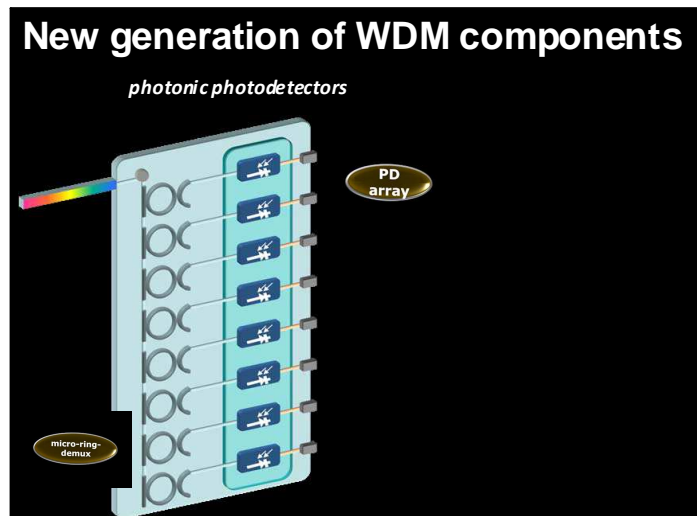 New generation of WDM components
photonic photodetectors
PD
array
micro-ring-
demux